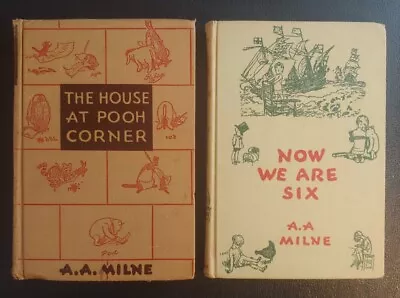 THE HOUSE
AT POOH
CORNER
A.A. MILNE
NOW
WE ARE
SIX
A.A
MILNE